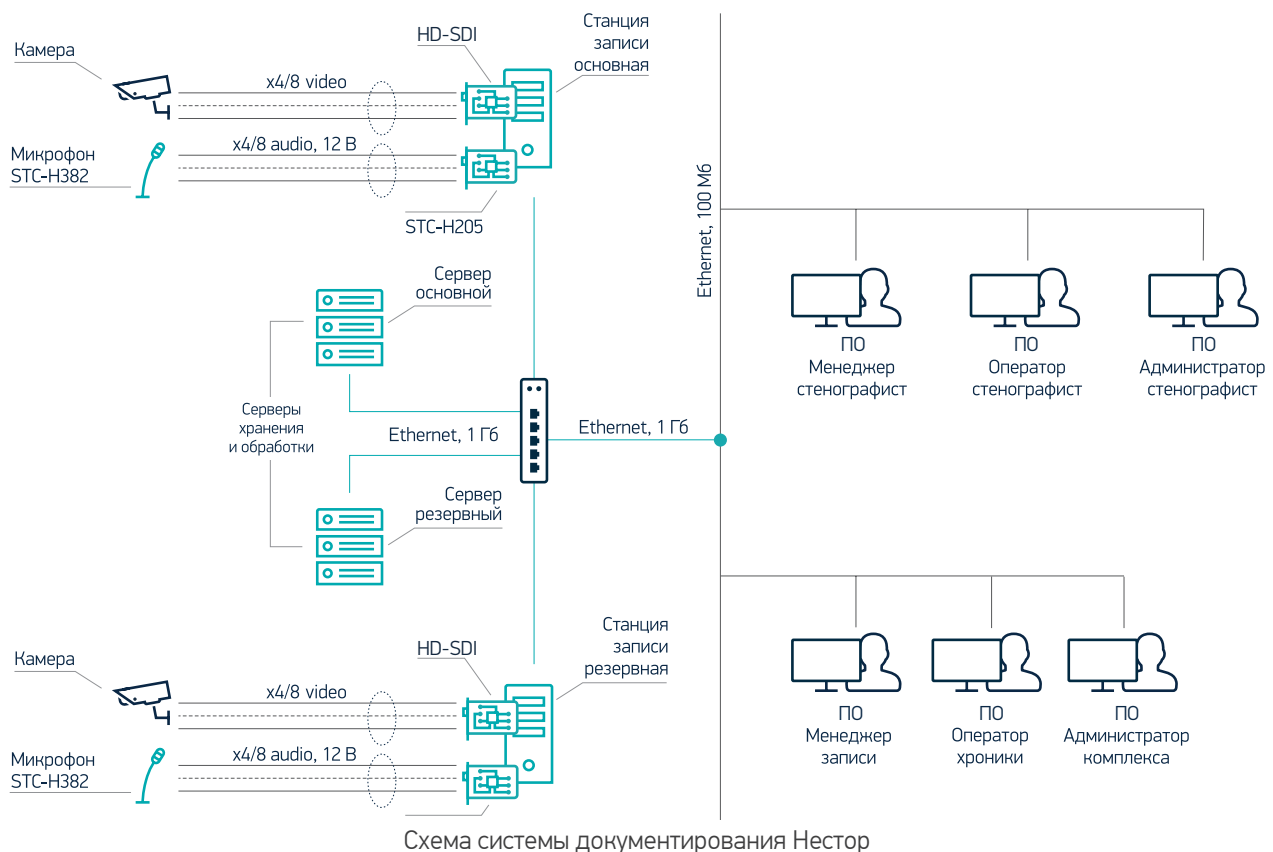 Камера
x4/8 video
HD-SDI
Станция
записи
основная
Микрофон
STC-H382
x4/8 audio, 12 В
STC-H205
Сервер
основной
Серверы
хранения
и обработки
Ethernet, 1 Гб
Ethernet, 1 Гб
Сервер
резервный
Ethernet, 100 Мб
ПО
Менеджер
стенографист
ПО
Оператор
стенографист
ПО
Администратор
стенографист
Камера
x4/8 video
HD-SDI
Станция
записи
резервная
Микрофон
STC-H382
x4/8 audio, 12 В
ПО
Менеджер
записи
ПО
Оператор
хроники
ПО
Администратор
комплекса
Схема системы документирования Нестор